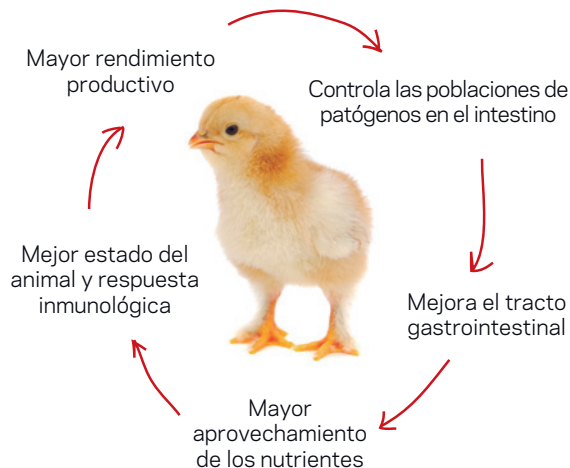 Mayor rendimiento
productivo
Controla las poblaciones de
patógenos en el intestino
Mejora el tracto
gastrointestinal
Mayor
aprovechamiento
de los nutrientes
Mejor estado del
animal y respuesta
inmunológica